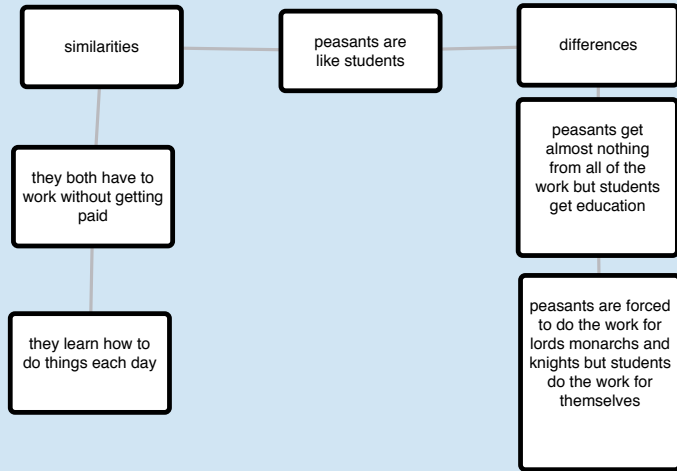 similarities
peasants are
like students
differences
they both have to
work without getting
paid
they learn how to
do things each day
peasants get
almost nothing
from all of the
work but students
get education
peasants are forced
to do the work for
lords monarchs and
knights but students
do the work for
themselves